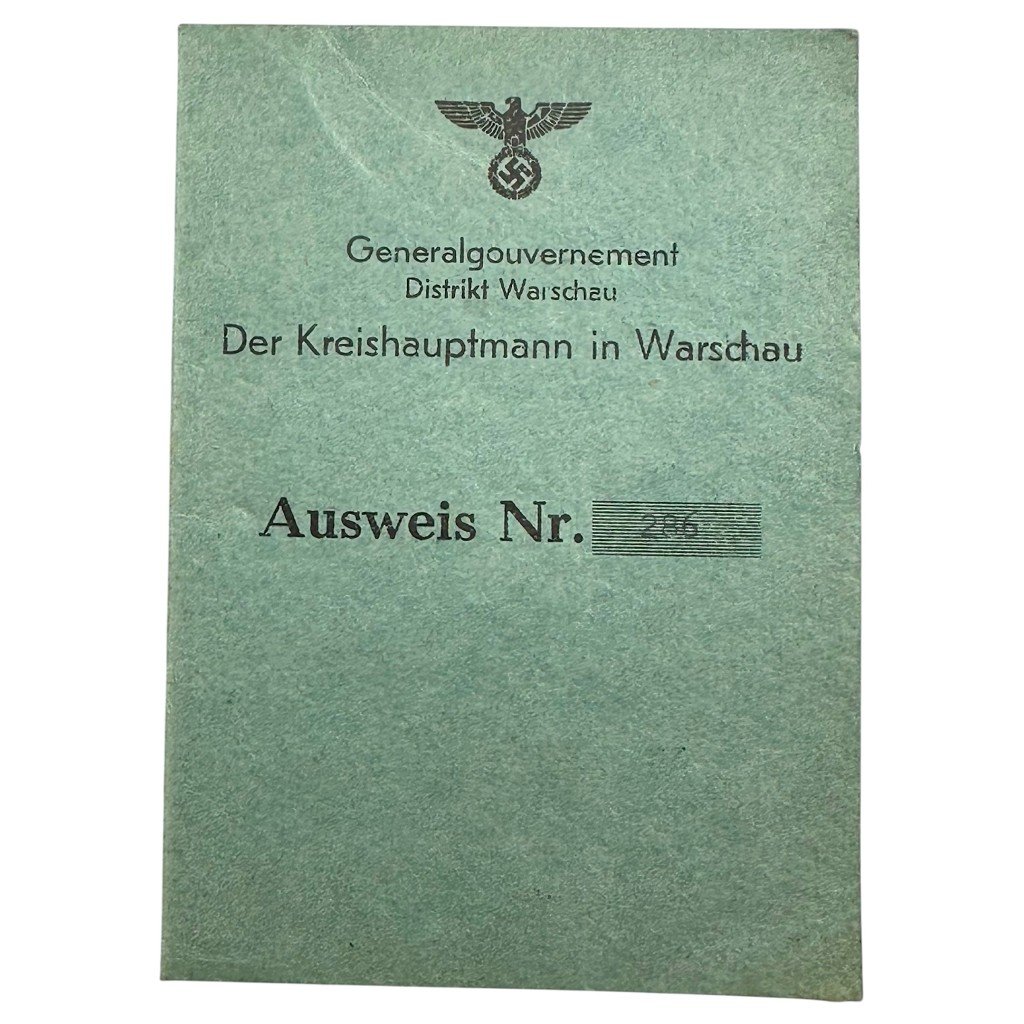 Generalgouvernement
Distrikt Warschau
Der Kreishauptmann in Warschau
Ausweis Nr. 286